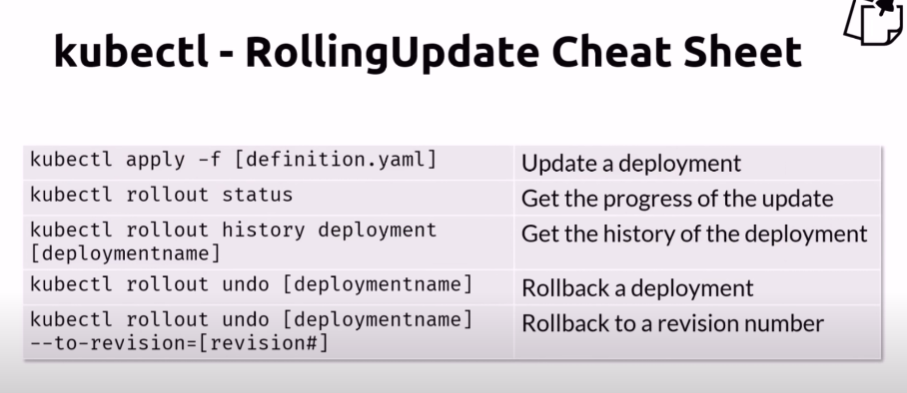 kubectl - RollingUpdate Cheat Sheet
kubectl apply -f [definition.yaml]
Update a deployment
kubectl rollout status
Get the progress of the update
kubectl rollout history deployment
[deploymentname]
Get the history of the deployment
kubectl rollout undo [deploymentname]
Rollback a deployment
kubectl rollout undo [deploymentname]
--to-revision=[revision#]
Rollback to a revision number